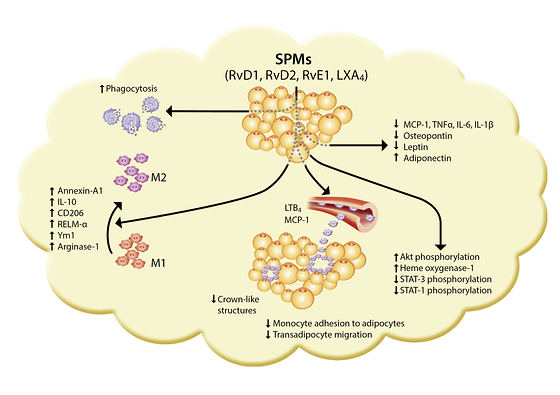 SPMs
(RvD1, RvD2, RvE1, LXA₄)
↑Phagocytosis
↓ MCP-1, TNFα, IL-6, IL-1β
↓ Osteopontin
↓ Leptin
↑ Adiponectin
M2
↑ Annexin-A1
↑ IL-10
↑ CD206
↑ RELM-α
↑ Ym1
↑ Arginase-1
M1
LTB₄
MCP-1
↑Akt phosphorylation
↑Heme oxygenase-1
↓STAT-3 phosphorylation
↓STAT-1 phosphorylation
↓Crown-like
structures
↓Monocyte adhesion to adipocytes
↓Transadipocyte migration